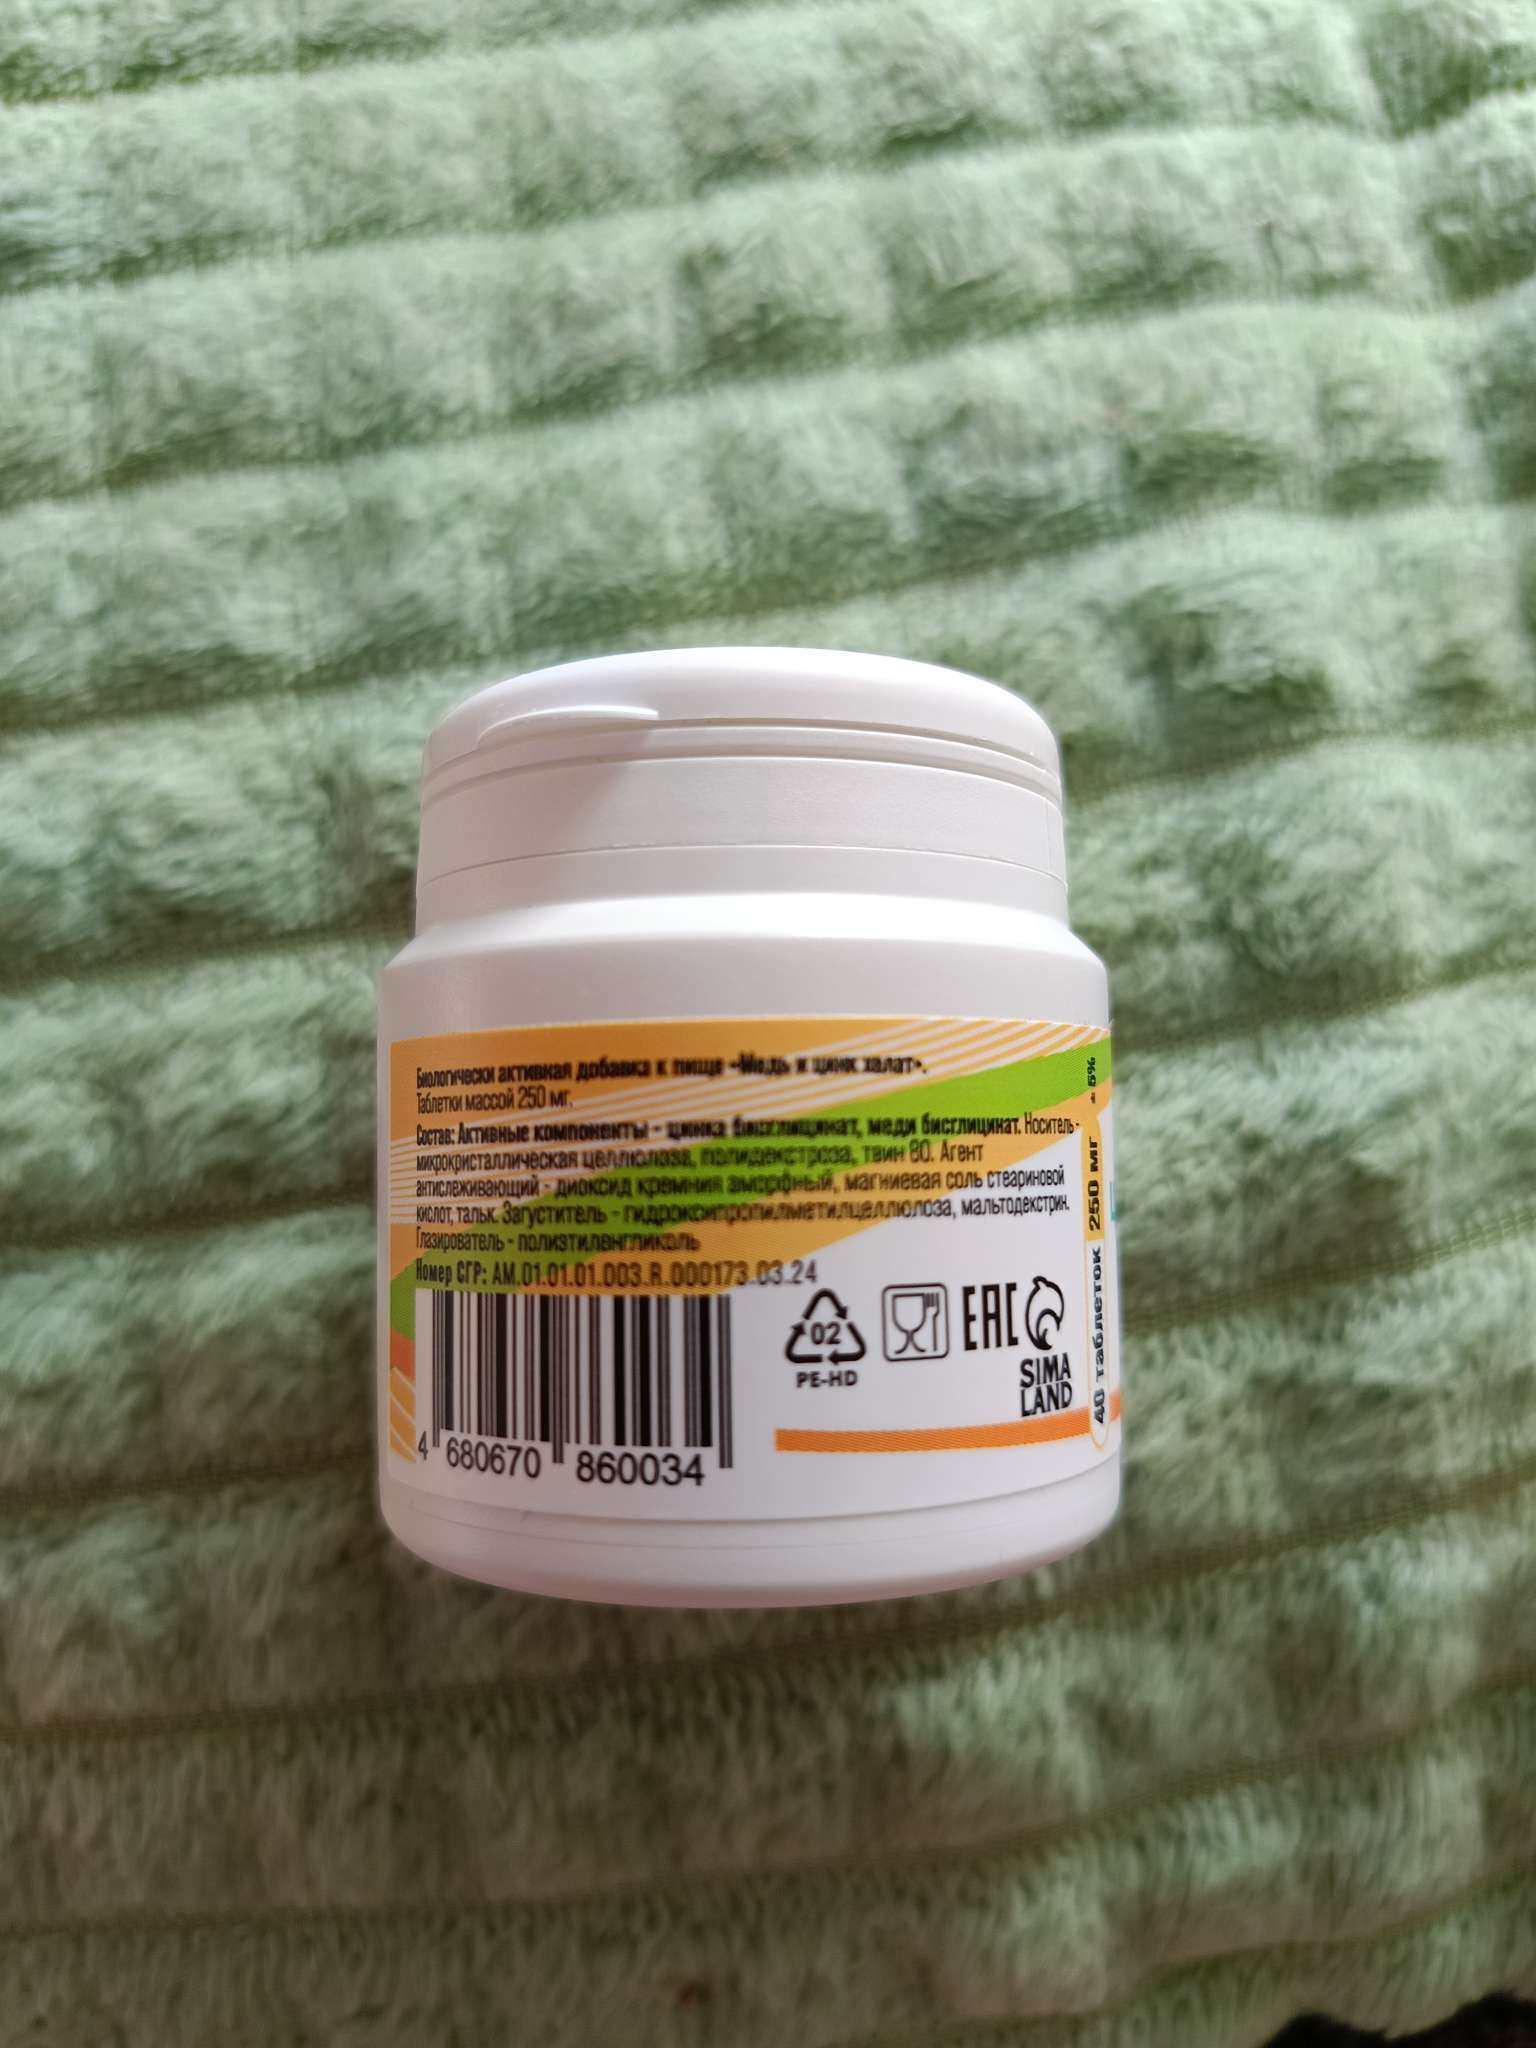 Биологически активная добавка к пище «Медь и цинк хелат».
Таблетки массой 250 мг.
Состав: Активные компоненты - цинка бисглицинат, меди бисглицинат. Носитель -
микрокристаллическая целлюлоза, полидекстроза, твин 80. Агент
антислеживающий - диоксид кремния аморфный, магниевая соль стеариновой
кислот, тальк. Загуститель - гидроксипропилметилцеллюлоза, мальтодекстрин.
Глазирователь - полиэтиленгликоль
Номер СГР: AM.01.01.01.003.R.000173.03.24
4 680670 860034
02
PE-HD
EAC
SIMA
LAND
40 таблеток 250 мг ± 5%